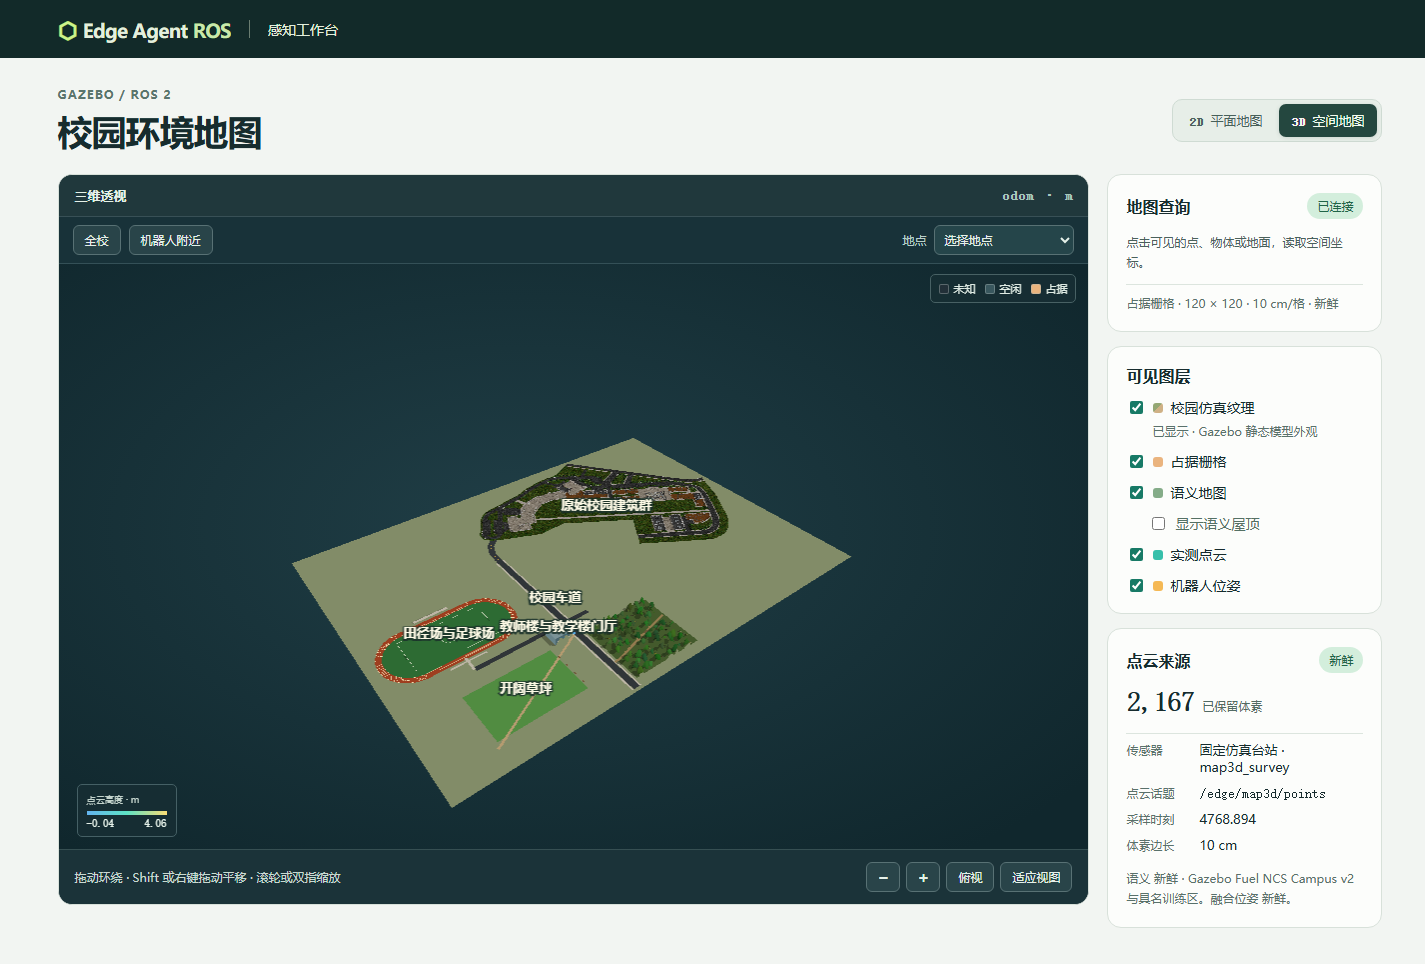 Edge Agent ROS
感知工作台
GAZEBO / ROS 2
校园环境地图
2D 平面地图
3D 空间地图
三维透视
odom · m
全校
机器人附近
地点
选择地点
未知
空闲
占据
原始校园建筑群
校园车道
田径场与足球场
教师楼与教学楼门厅
开阔草坪
点云高度 · m
-0.04
4.06
拖动环绕 · Shift 或右键拖动平移 · 滚轮或双指缩放
−
+
俯视
适应视图
地图查询
已连接
点击可见的点、物体或地面，读取空间坐
标。
占据栅格 · 120 × 120 · 10 cm/格 · 新鲜
可见图层
校园仿真纹理
已显示 · Gazebo 静态模型外观
占据栅格
语义地图
显示语义屋顶
实测点云
机器人位姿
点云来源
新鲜
2,167 已保留体素
传感器
固定仿真台站 ·
map3d_survey
点云话题
/edge/map3d/points
采样时刻
4768.894
体素边长
10 cm
语义 新鲜 · Gazebo Fuel NCS Campus v2
与具名训练区。融合位姿 新鲜。